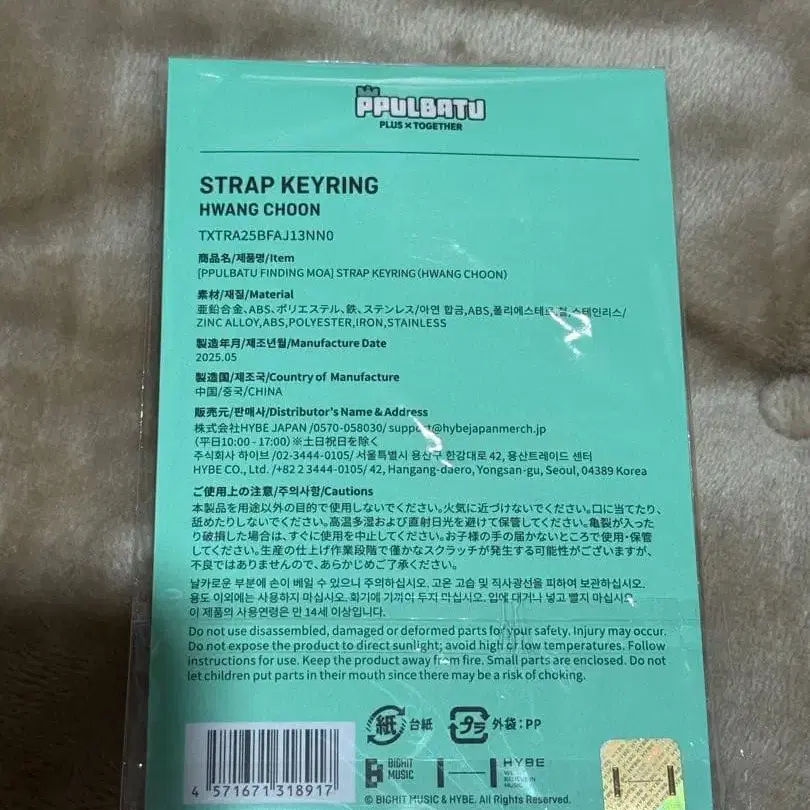 PPULBATU
PLUS × TOGETHER
STRAP KEYRING
HWANG CHOON
TXTRA25BFAJ13NN0
商品名/제품명/Item
[PPULBATU FINDING MOA] STRAP KEYRING(HWANG CHOON)
素材/재질/Material
亜鉛合金、ABS、ポリエステル、鉄、ステンレス/아연 합금,ABS,폴리에스테르,철,스테인리스/
ZINC ALLOY,ABS,POLYESTER,IRON,STAINLESS
製造年月/제조년월/Manufacture Date
2025.05
製造国/제조국/Country of Manufacture
中国/중국/CHINA
販売元/판매사/Distributor's Name & Address
株式会社HYBE JAPAN /0570-058030/ support@hybejapanmerch.jp
(平日10:00 - 17:00)※土日祝日を除く
주식회사 하이브 /02-3444-0105/ 서울특별시 용산구 한강대로 42, 용산트레이드 센터
HYBE CO., Ltd. /+82 2 3444-0105/ 42, Hangang-daero, Yongsan-gu, Seoul, 04389 Korea
ご使用上の注意/주의사항/Cautions
本製品を用途以外の目的で使用しないでください。火気に近づけないでください。口に当てたり、
舐めたりしないでください。高温多湿および直射日光を避けて保管してください。亀裂が入った
り破損した場合は、すぐに使用を中止してください。お子様の手の届かないところで使用・保管
してください。生産の仕上げ作業段階で僅かなスクラッチが発生する可能性がございますが、
不良ではありませんので、あらかじめご了承ください。
날카로운 부분에 손이 베일 수 있으니 주의하십시오. 고온 고습 및 직사광선을 피하여 보관하십시오.
용도 이외에는 사용하지 마십시오. 화기에 가까이 두지 마십시오. 입에 대거나 넣고 빨지 마십시오.
이 제품의 사용연령은 만 14세 이상입니다.
Do not use disassembled, damaged or deformed parts for your safety. Injury may occur.
Do not expose the product to direct sunlight; avoid high or low temperatures. Follow
instructions for use. Keep the product away from fire. Small parts are enclosed. Do not
let children put parts in their mouth since there may be a risk of choking.
紙 台紙 プラ 外袋:PP
4 571671 318917
BIGHIT MUSIC
HYBE
WE BELIEVE IN MUSIC
© BIGHIT MUSIC & HYBE. All Rights Reserved.